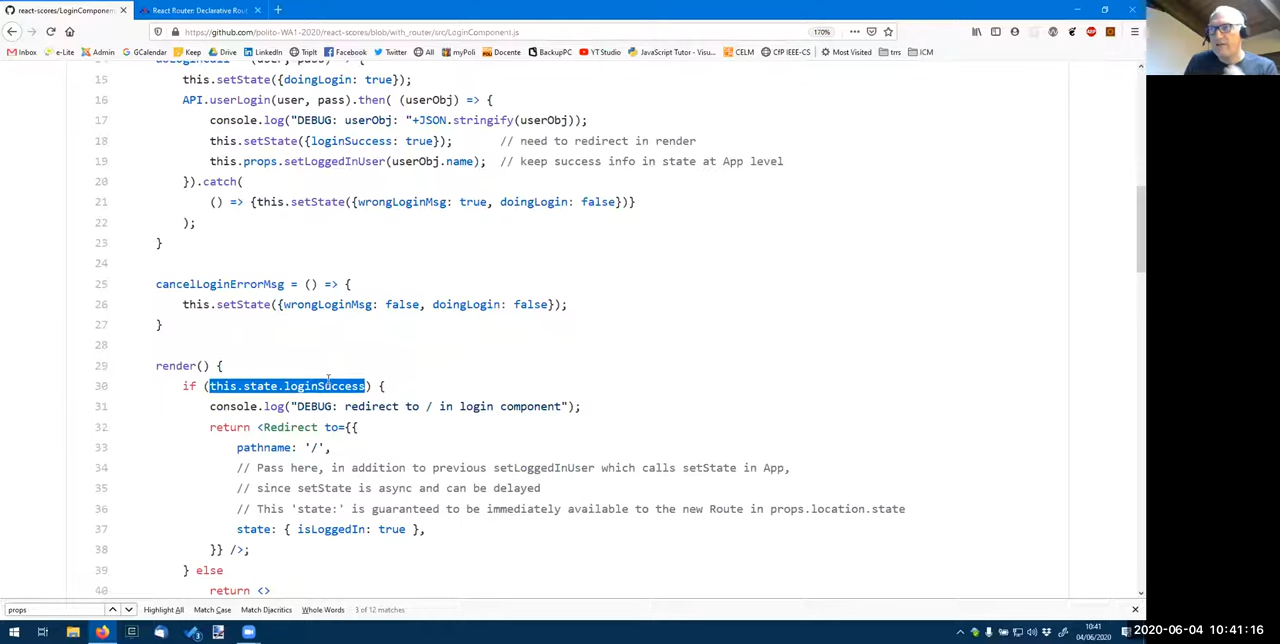 react-scores/LoginComponen
React Router: Declarative Rout
https://github.com/polito-WA1-2020/react-scores/blob/with_router/src/LoginComponent.js
170%
Inbox
e-Lite
Admin
GCalendar
Keep
Drive
LinkedIn
TripIt
Facebook
Twitter
All
myPoli
Docente
BackupPC
YT Studio
JavaScript Tutor - Visu...
CELM
CfP IEEE-CS
Most Visited
trrs
ICM
15 this.setState({doingLogin: true});
16 API.userLogin(user, pass).then( (userObj) => {
17 console.log("DEBUG: userObj: "+JSON.stringify(userObj));
18 this.setState({loginSuccess: true}); // need to redirect in render
19 this.props.setLoggedInUser(userObj.name); // keep success info in state at App level
20 }).catch(
21 () => {this.setState({wrongLoginMsg: true, doingLogin: false})}
22 );
23 }
24
25 cancelLoginErrorMsg = () => {
26 this.setState({wrongLoginMsg: false, doingLogin: false});
27 }
28
29 render() {
30 if (this.state.loginSuccess) {
31 console.log("DEBUG: redirect to / in login component");
32 return <Redirect to={{
33 pathname: '/',
34 // Pass here, in addition to previous setLoggedInUser which calls setState in App,
35 // since setState is async and can be delayed
36 // This 'state:' is guaranteed to be immediately available to the new Route in props.location.state
37 state: { isLoggedIn: true },
38 }} />;
39 } else
40 return <>
props
Highlight All
Match Case
Match Diacritics
Whole Words
3 of 12 matches
10:41
04/06/2020
2020-06-04 10:41:16